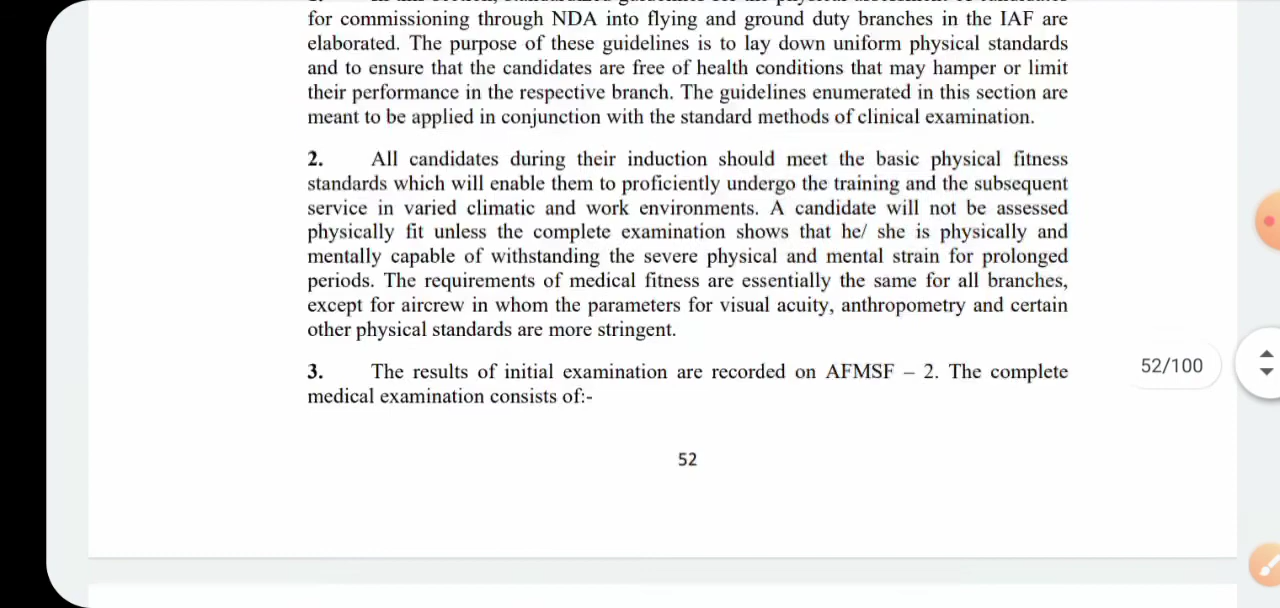 for commissioning through NDA into flying and ground duty branches in the IAF are
elaborated. The purpose of these guidelines is to lay down uniform physical standards
and to ensure that the candidates are free of health conditions that may hamper or limit
their performance in the respective branch. The guidelines enumerated in this section are
meant to be applied in conjunction with the standard methods of clinical examination.
2. All candidates during their induction should meet the basic physical fitness
standards which will enable them to proficiently undergo the training and the subsequent
service in varied climatic and work environments. A candidate will not be assessed
physically fit unless the complete examination shows that he/ she is physically and
mentally capable of withstanding the severe physical and mental strain for prolonged
periods. The requirements of medical fitness are essentially the same for all branches,
except for aircrew in whom the parameters for visual acuity, anthropometry and certain
other physical standards are more stringent.
3. The results of initial examination are recorded on AFMSF – 2. The complete
medical examination consists of:-
52/100
52